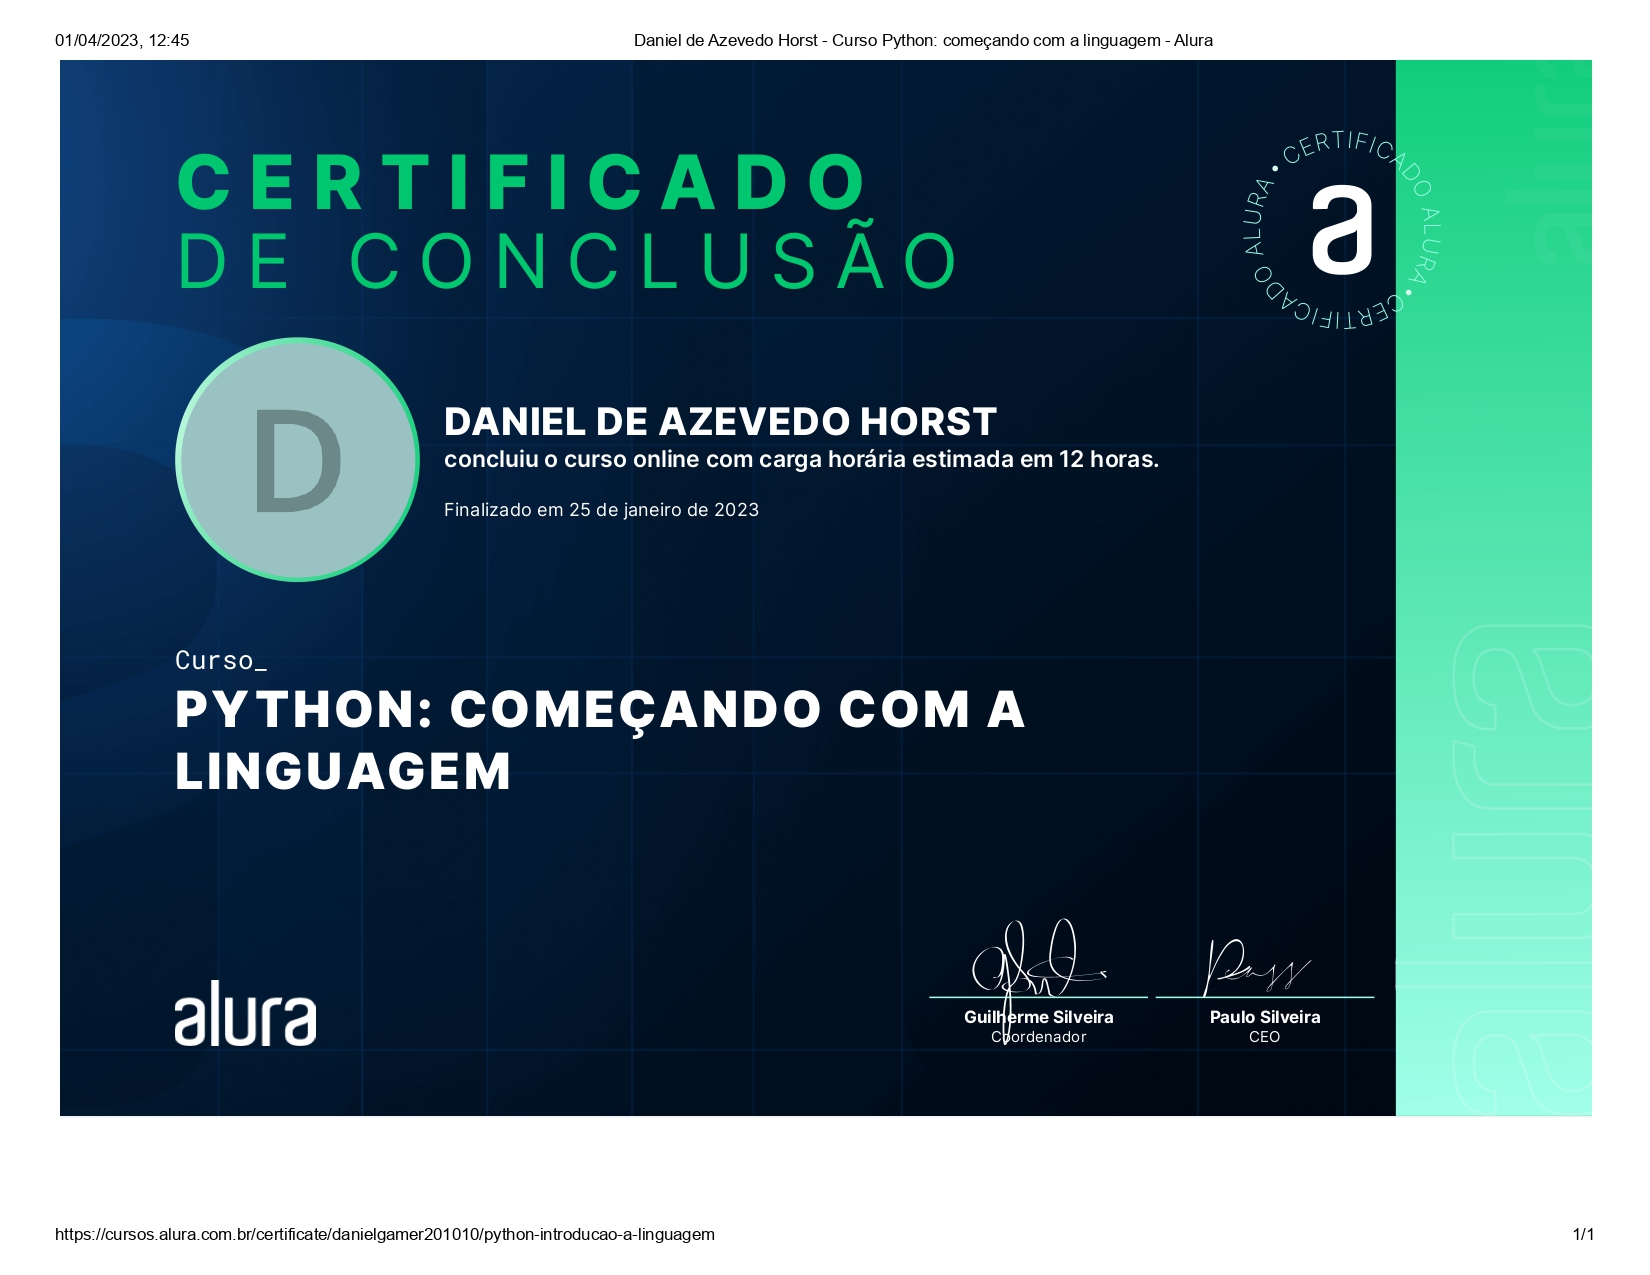 01/04/2023, 12:45
Daniel de Azevedo Horst - Curso Python: começando com a linguagem - Alura
CERTIFICADO
DE CONCLUSÃO
CERTIFICADO ALURA • CERTIFICADO ALURA •
a
alura
D
DANIEL DE AZEVEDO HORST
concluiu o curso online com carga horária estimada em 12 horas.
Finalizado em 25 de janeiro de 2023
Curso_
PYTHON: COMEÇANDO COM A
LINGUAGEM
alura
alura
Guilherme Silveira
Coordenador
Paulo Silveira
CEO
https://cursos.alura.com.br/certificate/danielgamer201010/python-introducao-a-linguagem
1/1